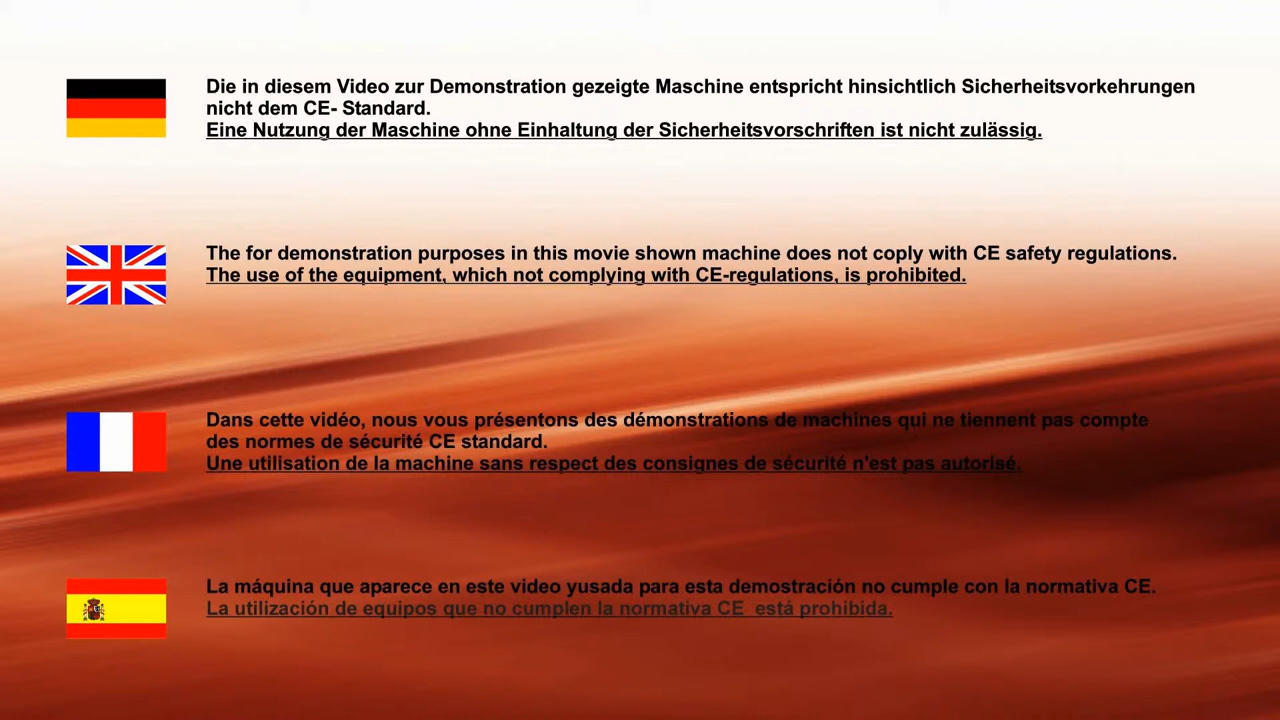 Die in diesem Video zur Demonstration gezeigte Maschine entspricht hinsichtlich Sicherheitsvorkehrungen
nicht dem CE- Standard.
Eine Nutzung der Maschine ohne Einhaltung der Sicherheitsvorschriften ist nicht zulässig.
The for demonstration purposes in this movie shown machine does not coply with CE safety regulations.
The use of the equipment, which not complying with CE-regulations, is prohibited.
Dans cette vidéo, nous vous présentons des démonstrations de machines qui ne tiennent pas compte
des normes de sécurité CE standard.
Une utilisation de la machine sans respect des consignes de sécurité n'est pas autorisé.
La máquina que aparece en este video yusada para esta demostración no cumple con la normativa CE.
La utilización de equipos que no cumplen la normativa CE  está prohibida.